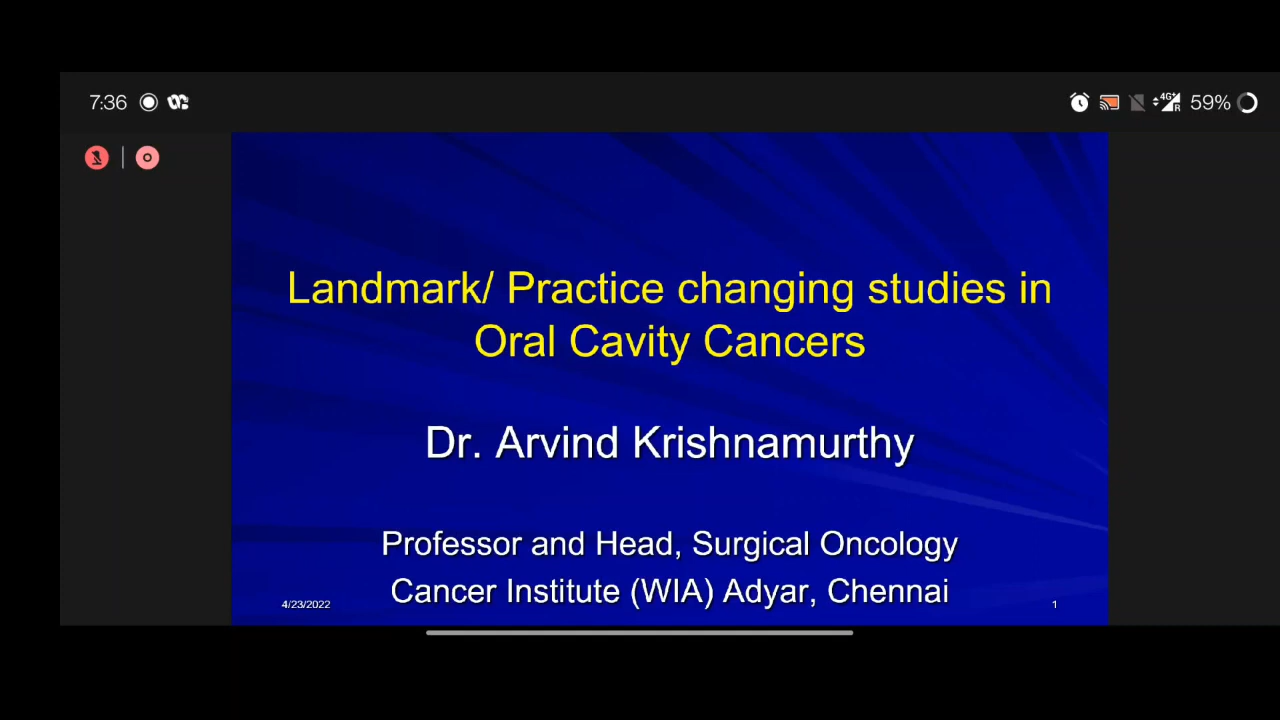 7:36
4G+
R
59%
Landmark/ Practice changing studies in
Oral Cavity Cancers
Dr. Arvind Krishnamurthy
Professor and Head, Surgical Oncology
Cancer Institute (WIA) Adyar, Chennai
4/23/2022
1